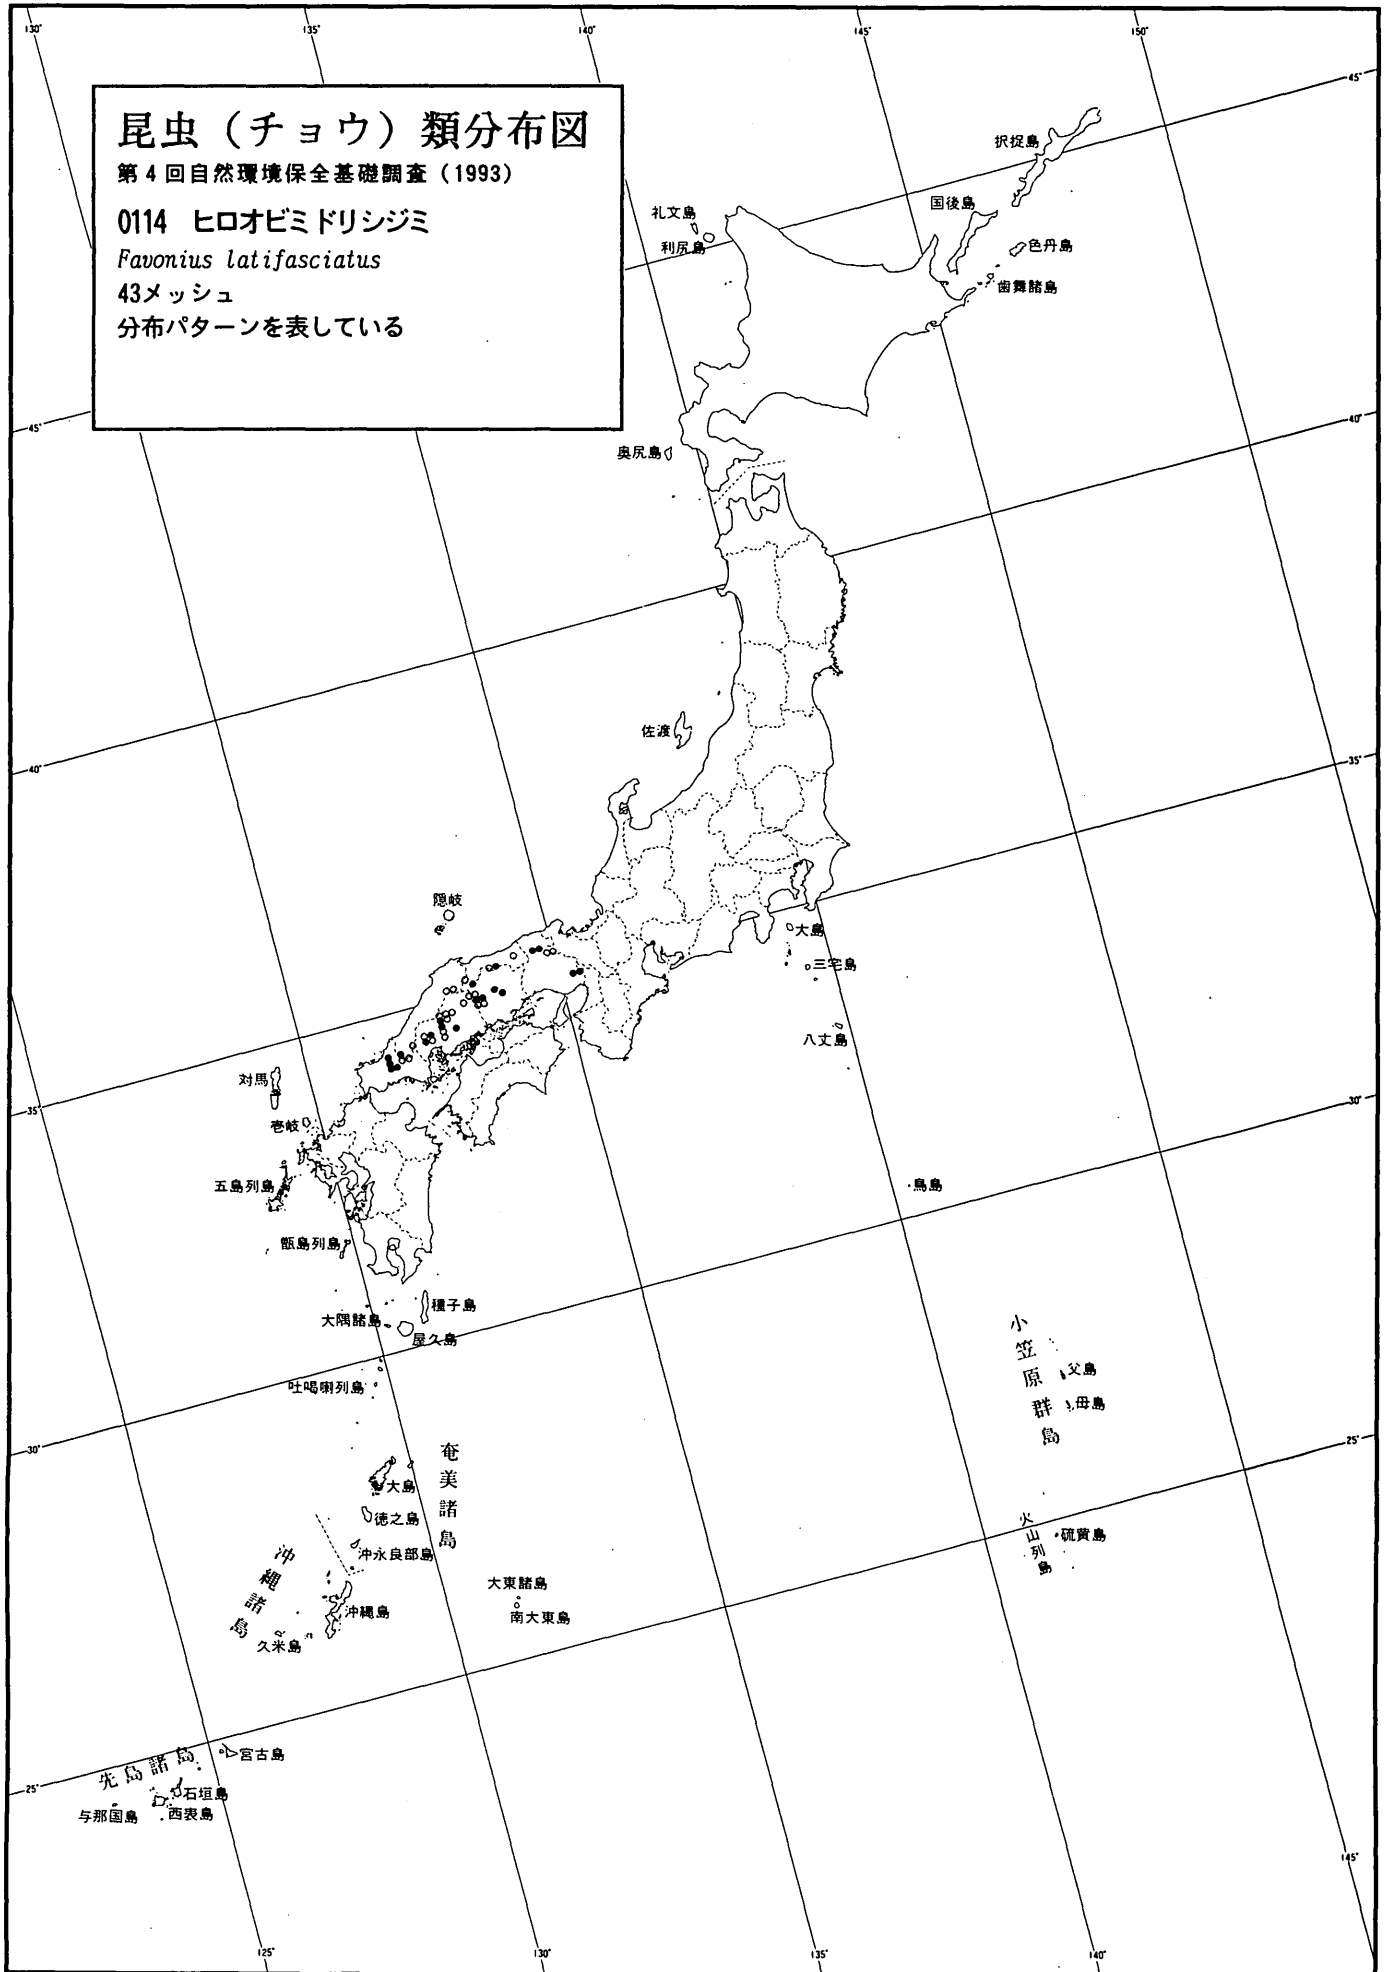 130°
135°
140°
145°
150°
昆虫(チョウ)類分布図
第4回自然環境保全基礎調査(1993)
0114 ヒロオビミドリシジミ
Favonius latifasciatus
43メッシュ
分布パターンを表している
45°
択捉島
国後島
色丹島
歯舞諸島
礼文島
利尻島
45°
40°
奥尻島
佐渡
40°
35°
隠岐
大島
三宅島
八丈島
対馬
壱岐
35°
30°
五島列島
鳥島
甑島列島
大隅諸島
種子島
屋久島
吐噶喇列島
小笠原群島
父島
母島
30°
25°
奄美諸島
大島
徳之島
沖永良部島
火山列島
硫黄島
沖縄諸島
沖縄島
久米島
大東諸島
南大東島
先島諸島
宮古島
石垣島
西表島
与那国島
25°
145°
125°
130°
135°
140°